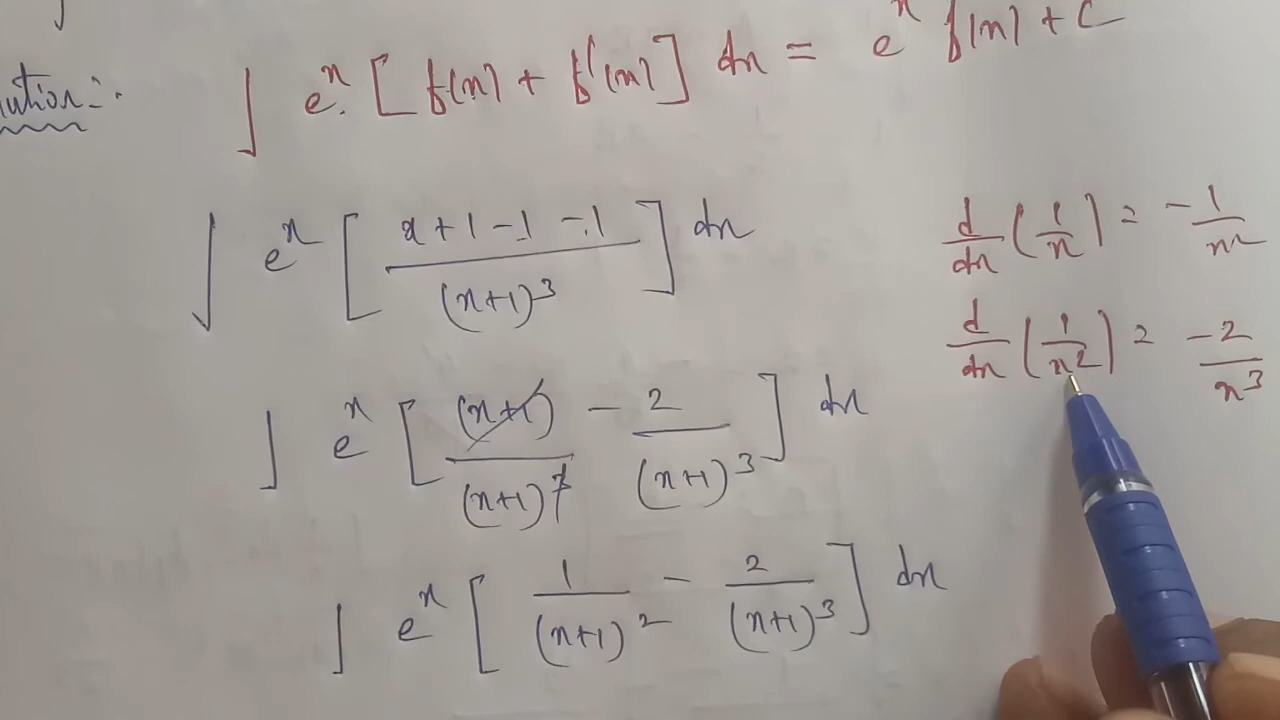 ution :-
∫ eˣ [f(x) + f'(x)] dx = eˣ f(x) + C
∫ eˣ [(x+1-1-1)/(x+1)³] dx
d/dx (1/x) = -1/x²
d/dx (1/x²) = -2/x³
∫ eˣ [(x+1)/(x+1)³ - 2/(x+1)³] dx
∫ eˣ [1/(x+1)² - 2/(x+1)³] dx